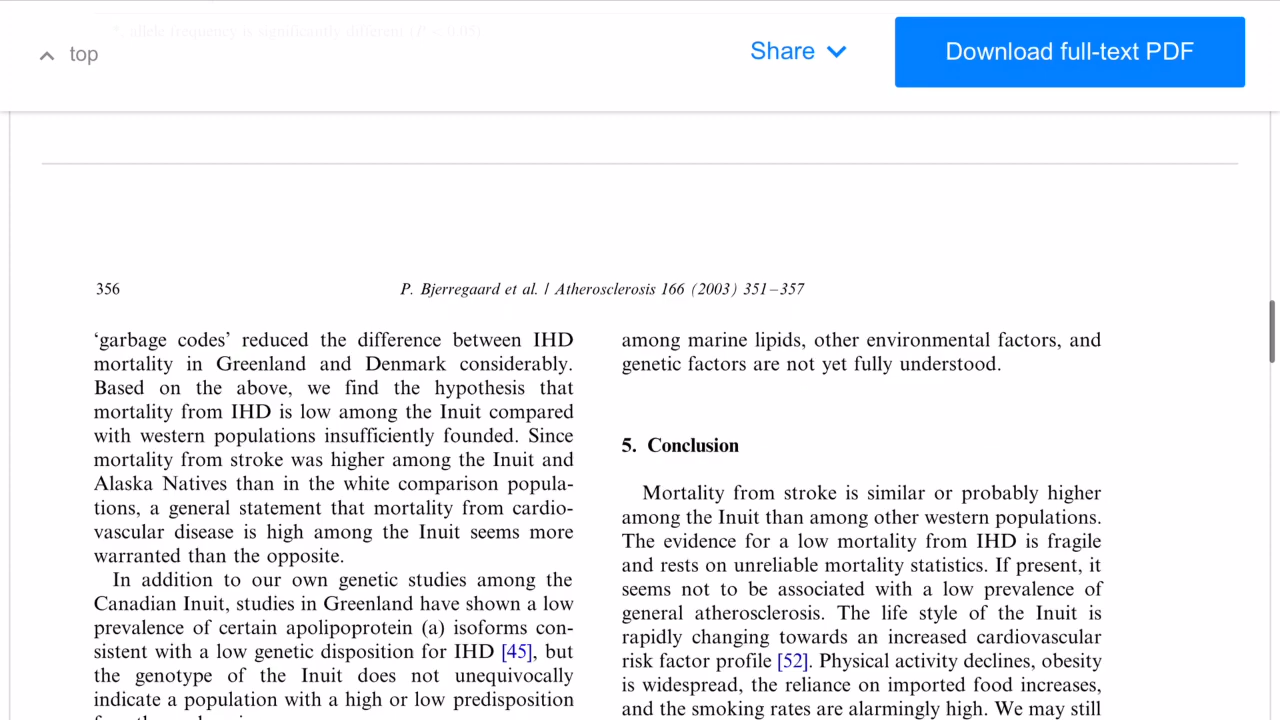 * allele frequency is significantly different (P < 0.05)
top
Share
Download full-text PDF
356
P. Bjerregaard et al. / Atherosclerosis 166 (2003) 351–357
‘garbage codes’ reduced the difference between IHD
mortality in Greenland and Denmark considerably.
Based on the above, we find the hypothesis that
mortality from IHD is low among the Inuit compared
with western populations insufficiently founded. Since
mortality from stroke was higher among the Inuit and
Alaska Natives than in the white comparison popula-
tions, a general statement that mortality from cardio-
vascular disease is high among the Inuit seems more
warranted than the opposite.
In addition to our own genetic studies among the
Canadian Inuit, studies in Greenland have shown a low
prevalence of certain apolipoprotein (a) isoforms con-
sistent with a low genetic disposition for IHD [45], but
the genotype of the Inuit does not unequivocally
indicate a population with a high or low predisposition
among marine lipids, other environmental factors, and
genetic factors are not yet fully understood.
5. Conclusion
Mortality from stroke is similar or probably higher
among the Inuit than among other western populations.
The evidence for a low mortality from IHD is fragile
and rests on unreliable mortality statistics. If present, it
seems not to be associated with a low prevalence of
general atherosclerosis. The life style of the Inuit is
rapidly changing towards an increased cardiovascular
risk factor profile [52]. Physical activity declines, obesity
is widespread, the reliance on imported food increases,
and the smoking rates are alarmingly high. We may still